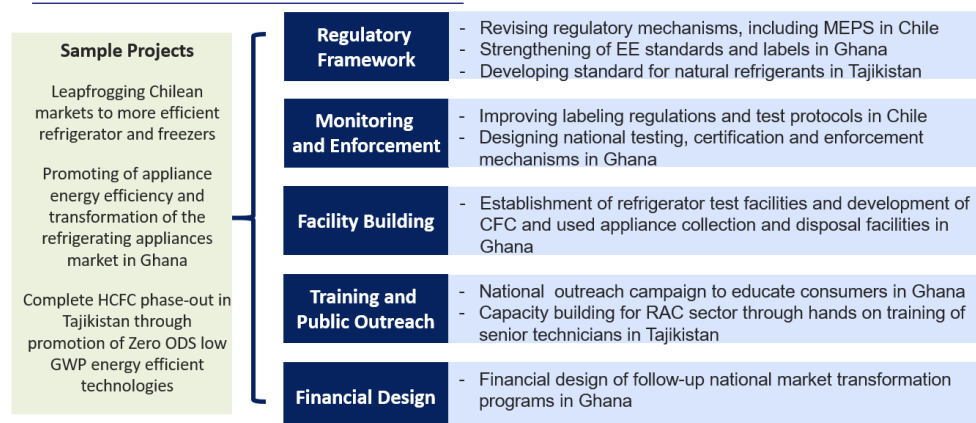 Sample Projects
Leapfrogging Chilean
markets to more efficient
refrigerator and freezers
Promoting of appliance
energy efficiency and
transformation of the
refrigerating appliances
market in Ghana
Complete HCFC phase-out in
Tajikistan through
promotion of Zero ODS low
GWP energy efficient
technologies
Regulatory
Framework
- Revising regulatory mechanisms, including MEPS in Chile
- Strengthening of EE standards and labels in Ghana
- Developing standard for natural refrigerants in Tajikistan
Monitoring
and Enforcement
- Improving labeling regulations and test protocols in Chile
- Designing national testing, certification and enforcement
mechanisms in Ghana
Facility Building
- Establishment of refrigerator test facilities and development of
CFC and used appliance collection and disposal facilities in
Ghana
Training and
Public Outreach
- National outreach campaign to educate consumers in Ghana
- Capacity building for RAC sector through hands on training of
senior technicians in Tajikistan
Financial Design
- Financial design of follow-up national market transformation
programs in Ghana